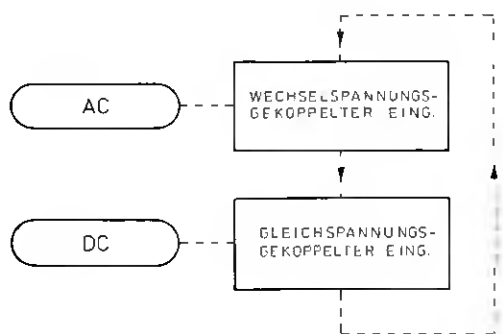 AC
WECHSELSPANNUNGS-
GEKOPPELTER EING.
DC
GLEICHSPANNUNGS-
GEKOPPELTER EING.